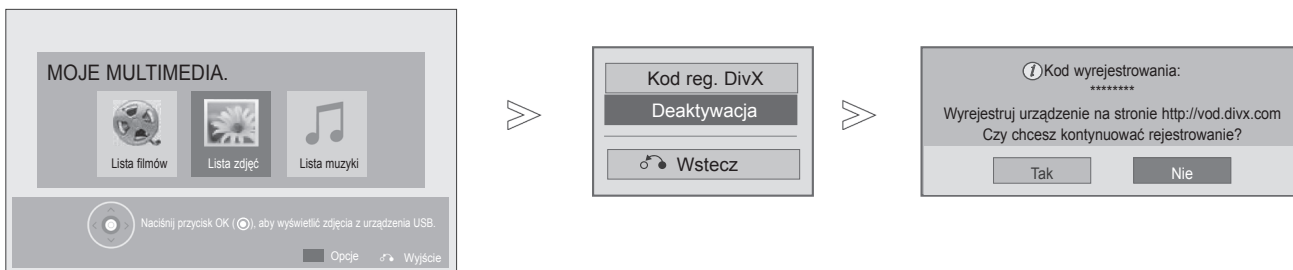 MOJE MULTIMEDIA.
Lista filmów
Lista zdjęć
Lista muzyki
Naciśnij przycisk OK (◉), aby wyświetlić zdjęcia z urządzenia USB.
Opcje
Wyjście
Kod reg. DivX
Deaktywacja
Wstecz
Kod wyrejestrowania:
********
Wyrejestruj urządzenie na stronie http://vod.divx.com
Czy chcesz kontynuować rejestrowanie?
Tak
Nie